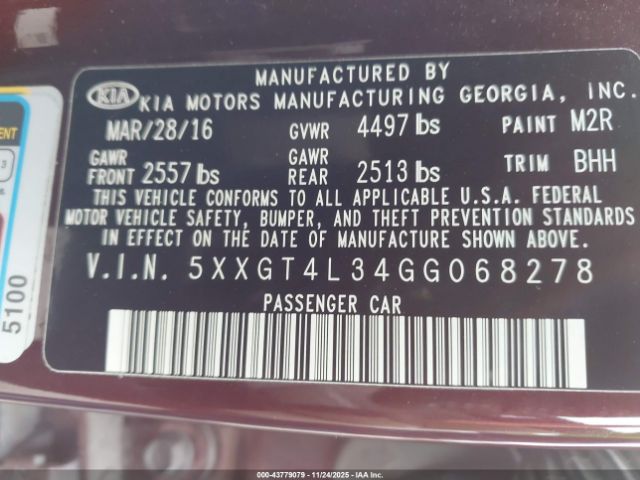 MANUFACTURED BY
KIA KIA MOTORS MANUFACTURING GEORGIA, INC.
MAR/28/16 GVWR 4497 lbs PAINT M2R
GAWR FRONT 2557 lbs GAWR REAR 2513 lbs TRIM BHH
THIS VEHICLE CONFORMS TO ALL APPLICABLE U.S.A. FEDERAL
MOTOR VEHICLE SAFETY, BUMPER, AND THEFT PREVENTION STANDARDS
IN EFFECT ON THE DATE OF MANUFACTURE SHOWN ABOVE.
V.I.N. 5XXGT4L34GG068278
PASSENGER CAR
5100
000-43779079 - 11/24/2025 - IAA Inc.